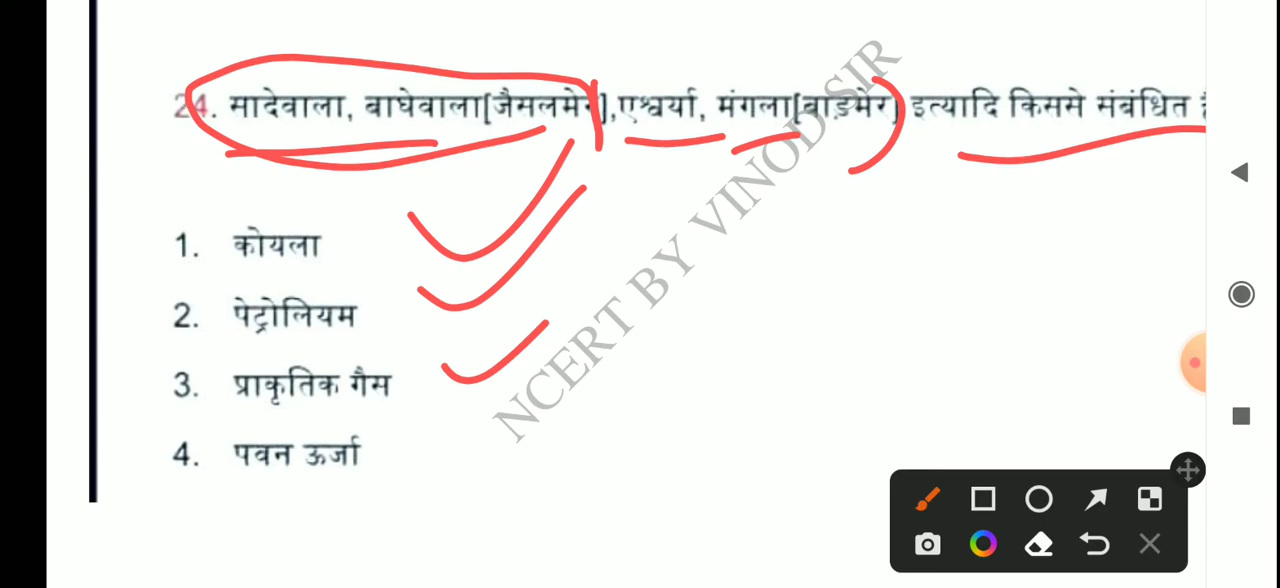 24. सादेवाला, बाघेवाला[जैसलमेर],एश्वर्या, मंगला[बाड़मेर] इत्यादि किससे संबंधित
1. कोयला
2. पेट्रोलियम
3. प्राकृतिक गैस
4. पवन ऊर्जा
NCERT BY VINOD SIR